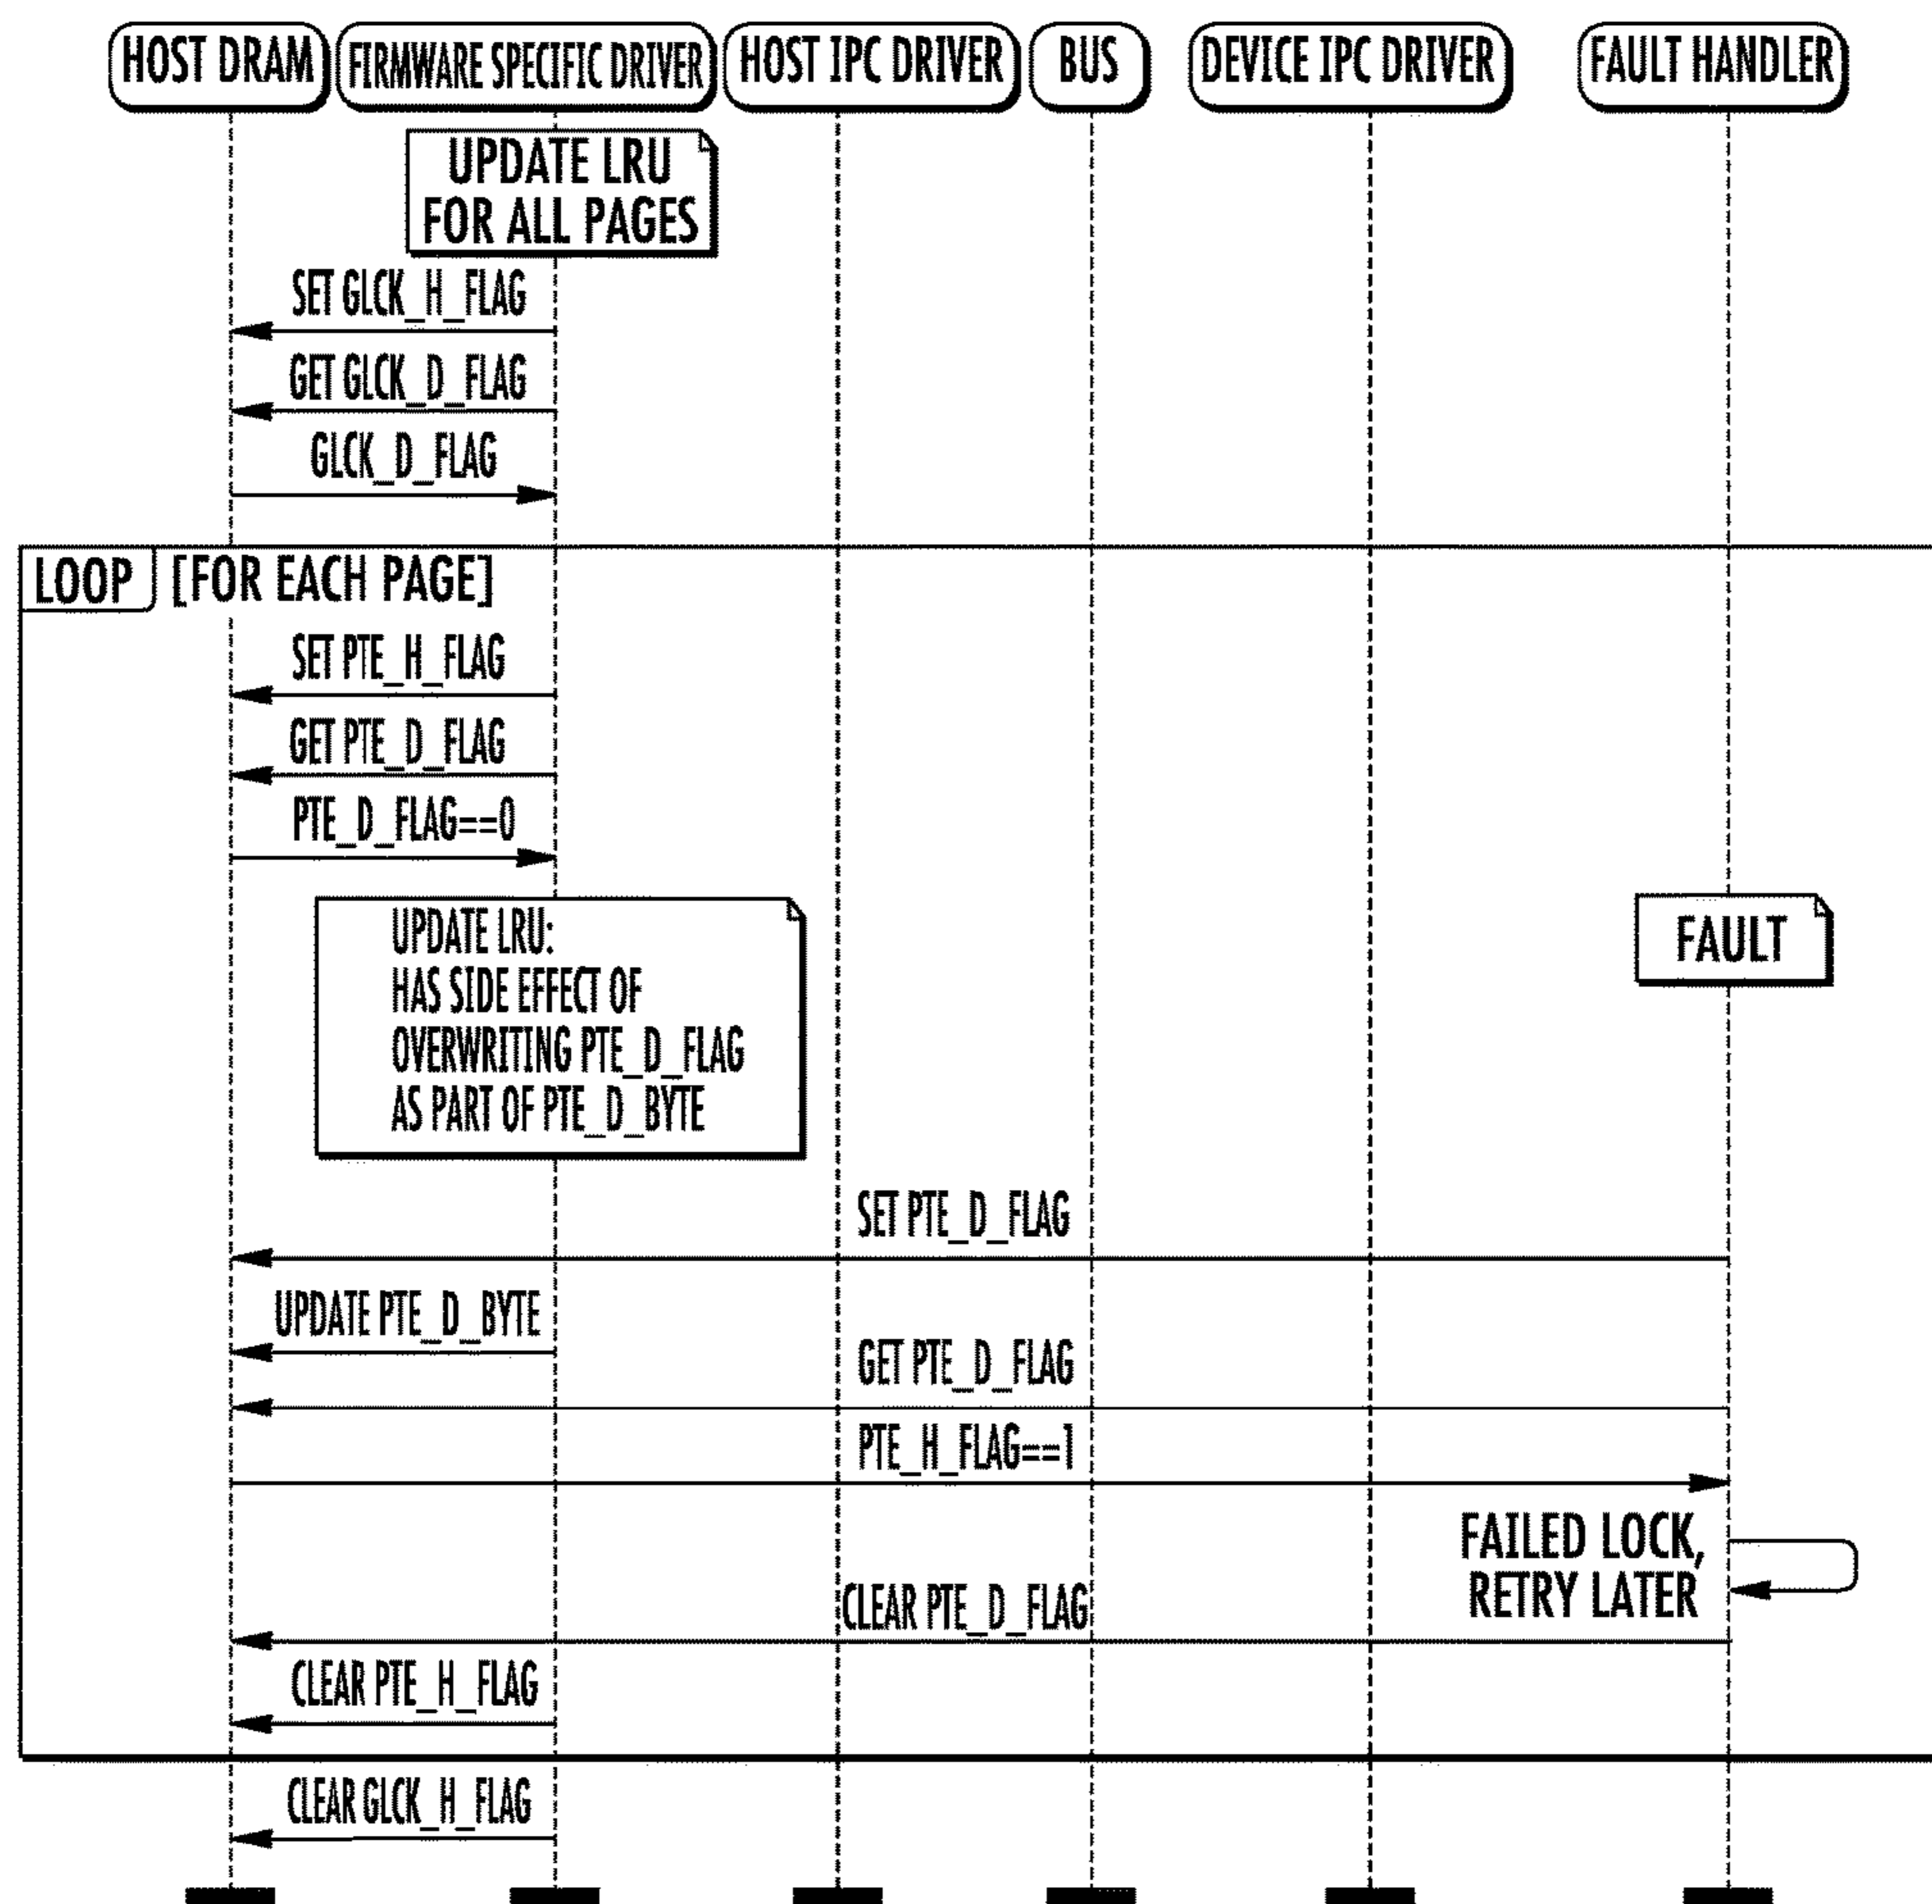 HOST DRAM
FIRMWARE SPECIFIC DRIVER
HOST IPC DRIVER
BUS
DEVICE IPC DRIVER
FAULT HANDLER
UPDATE LRU
FOR ALL PAGES
SET GLCK_H_FLAG
GET GLCK_D_FLAG
GLCK_D_FLAG
LOOP
[FOR EACH PAGE]
SET PTE_H_FLAG
GET PTE_D_FLAG
PTE_D_FLAG==0
UPDATE LRU:
HAS SIDE EFFECT OF
OVERWRITING PTE_D_FLAG
AS PART OF PTE_D_BYTE
FAULT
SET PTE_D_FLAG
UPDATE PTE_D_BYTE
GET PTE_D_FLAG
PTE_H_FLAG==1
FAILED LOCK,
RETRY LATER
CLEAR PTE_D_FLAG
CLEAR PTE_H_FLAG
CLEAR GLCK_H_FLAG